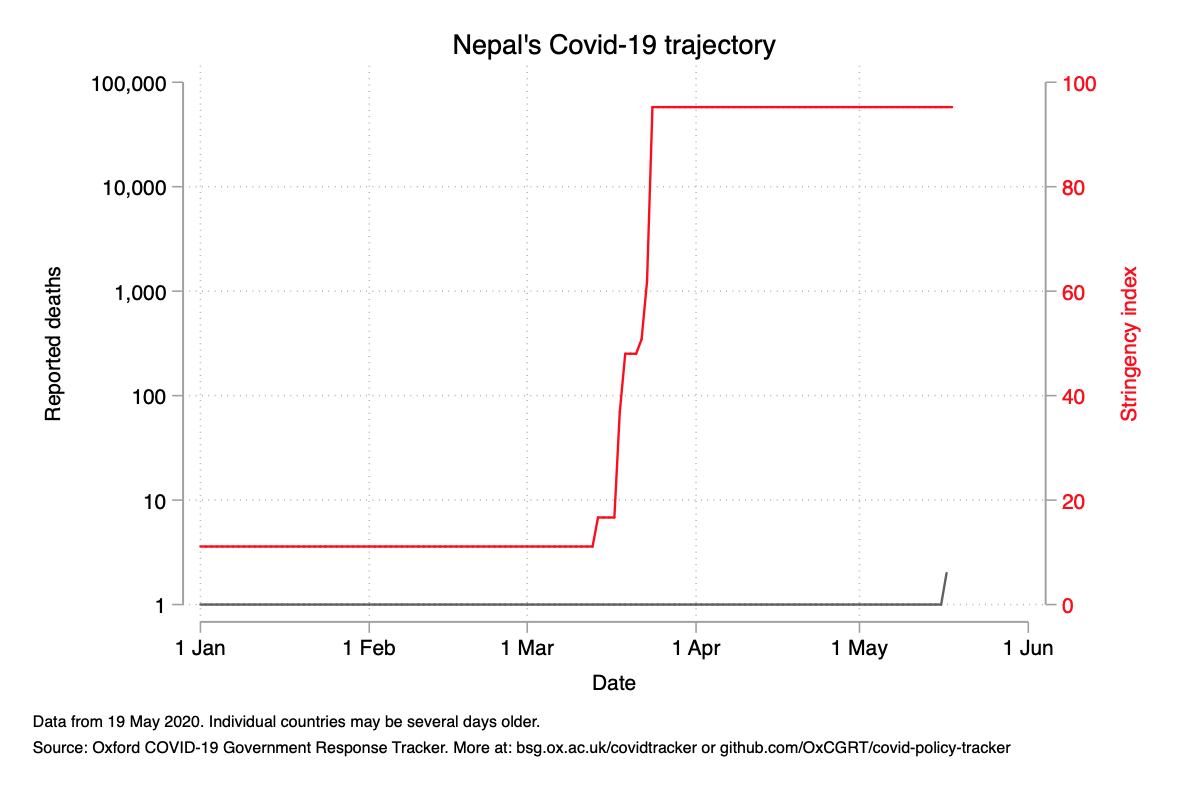 Nepal's Covid-19 trajectory
100,000
10,000
1,000
100
10
1
Reported deaths
100
80
60
40
20
0
Stringency index
1 Jan 1 Feb 1 Mar 1 Apr 1 May 1 Jun
Date
Data from 19 May 2020. Individual countries may be several days older.
Source: Oxford COVID-19 Government Response Tracker. More at: bsg.ox.ac.uk/covidtracker or github.com/OxCGRT/covid-policy-tracker